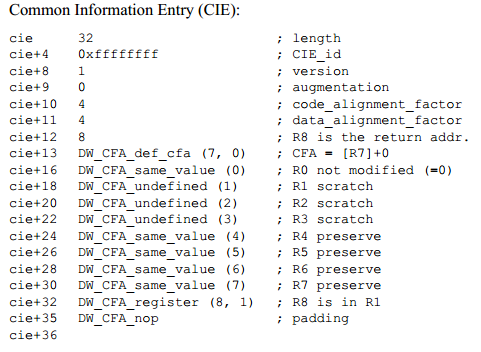 Common Information Entry (CIE):
cie 32 ; length
cie+4 0xffffffff ; CIE_id
cie+8 1 ; version
cie+9 0 ; augmentation
cie+10 4 ; code_alignment_factor
cie+11 4 ; data_alignment_factor
cie+12 8 ; R8 is the return addr.
cie+13 DW_CFA_def_cfa (7, 0) ; CFA = [R7]+0
cie+16 DW_CFA_same_value (0) ; R0 not modified (=0)
cie+18 DW_CFA_undefined (1) ; R1 scratch
cie+20 DW_CFA_undefined (2) ; R2 scratch
cie+22 DW_CFA_undefined (3) ; R3 scratch
cie+24 DW_CFA_same_value (4) ; R4 preserve
cie+26 DW_CFA_same_value (5) ; R5 preserve
cie+28 DW_CFA_same_value (6) ; R6 preserve
cie+30 DW_CFA_same_value (7) ; R7 preserve
cie+32 DW_CFA_register (8, 1) ; R8 is in R1
cie+35 DW_CFA_nop ; padding
cie+36